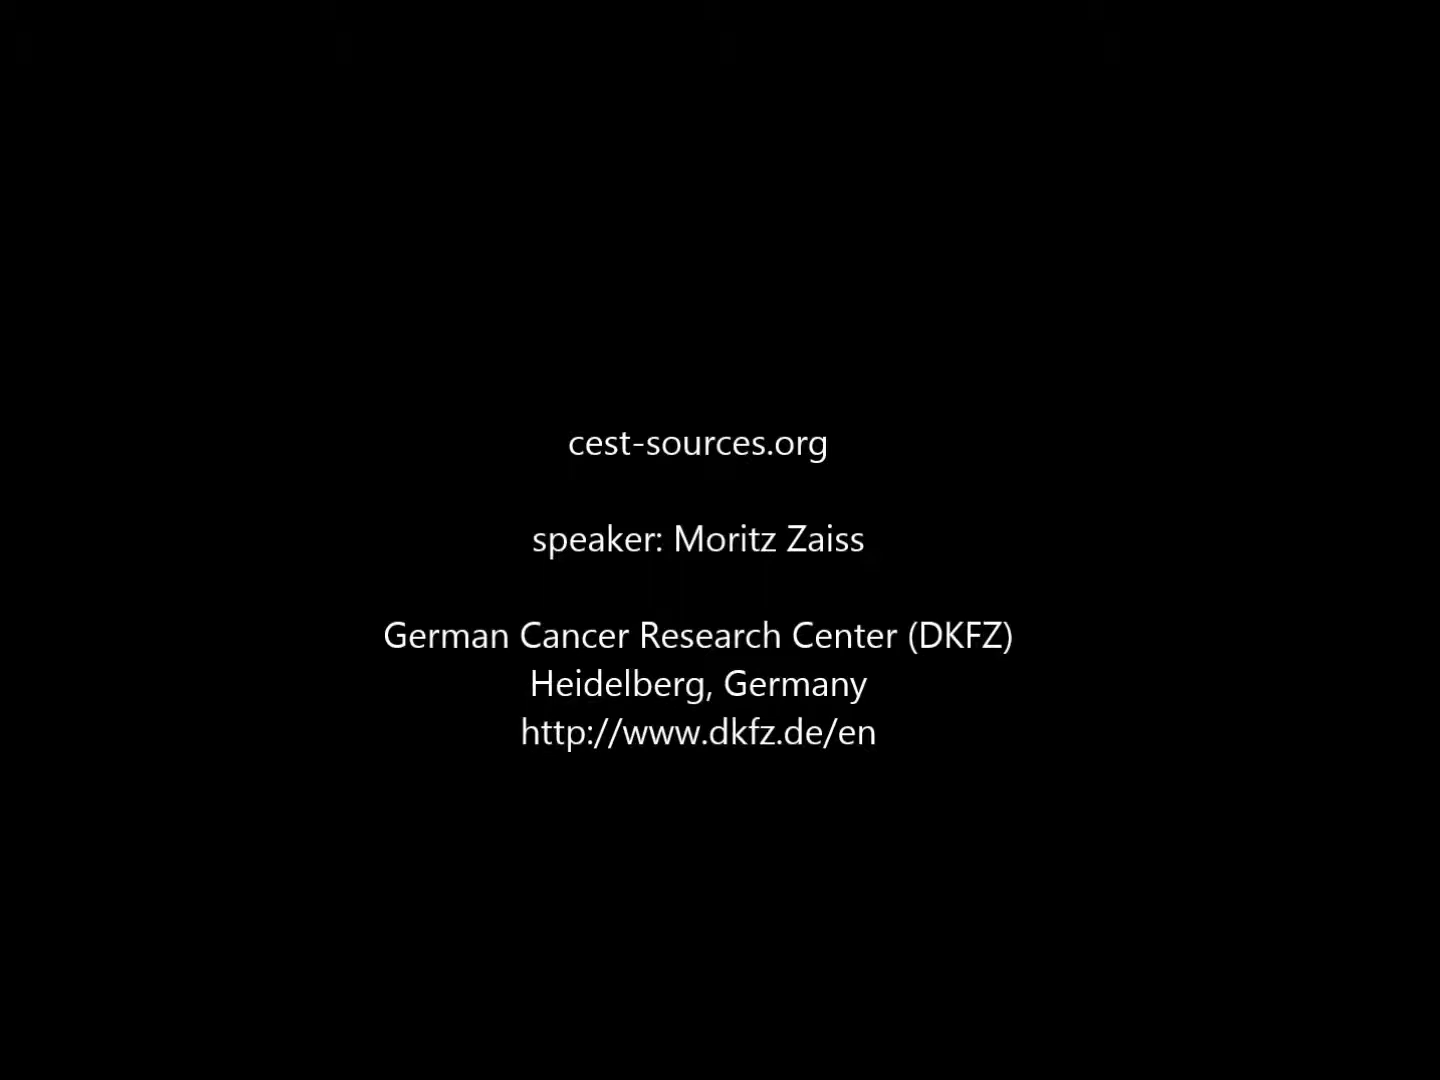 cest-sources.org
speaker: Moritz Zaiss
German Cancer Research Center (DKFZ)
Heidelberg, Germany
http://www.dkfz.de/en